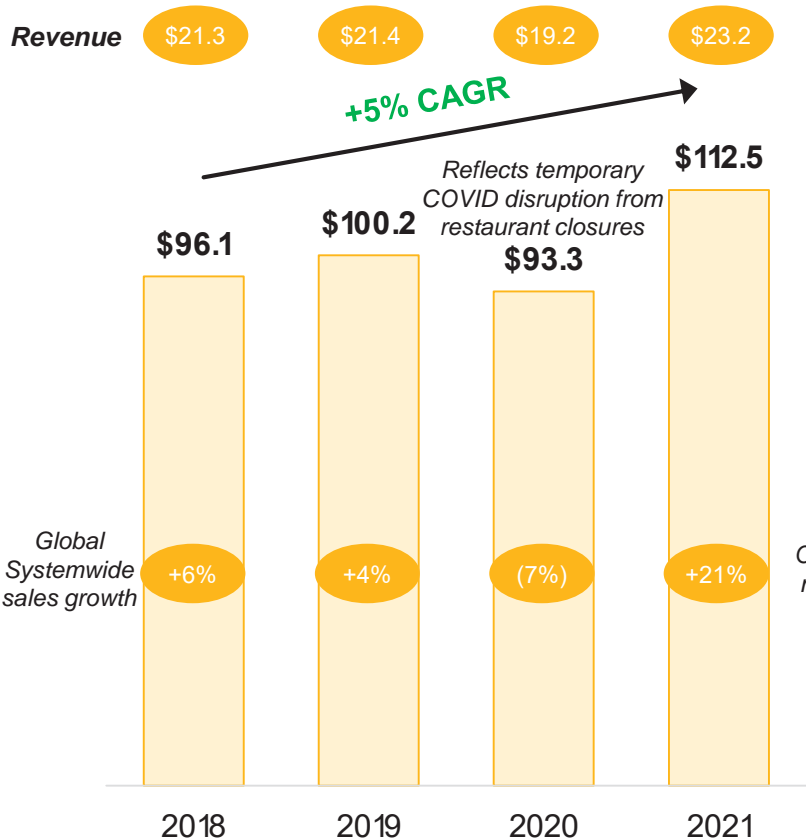 Revenue $21.3 $21.4 $19.2 $23.2
+5% CAGR
Reflects temporary
COVID disruption from
restaurant closures
$96.1 $100.2 $93.3 $112.5
Global
Systemwide
sales growth
+6% +4% (7%) +21%
2018 2019 2020 2021